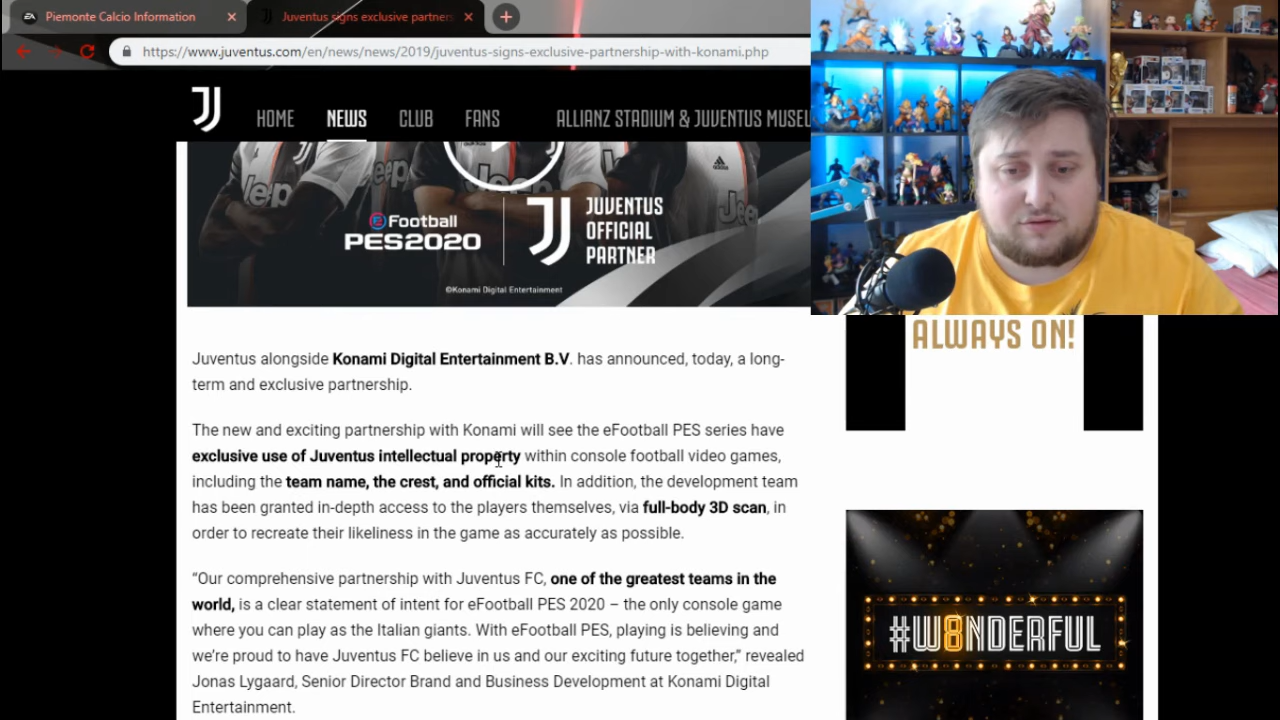 Piemonte Calcio Information
Juventus signs exclusive partners
https://www.juventus.com/en/news/news/2019/juventus-signs-exclusive-partnership-with-konami.php
HOME NEWS CLUB FANS ALLIANZ STADIUM & JUVENTUS MUSEU
Jeep Jeep Jeep
eFootball
PES2020
JUVENTUS
OFFICIAL
PARTNER
©Konami Digital Entertainment
ALWAYS ON!
Juventus alongside Konami Digital Entertainment B.V. has announced, today, a long-
term and exclusive partnership.
The new and exciting partnership with Konami will see the eFootball PES series have
exclusive use of Juventus intellectual property within console football video games,
including the team name, the crest, and official kits. In addition, the development team
has been granted in-depth access to the players themselves, via full-body 3D scan, in
order to recreate their likeliness in the game as accurately as possible.
“Our comprehensive partnership with Juventus FC, one of the greatest teams in the
world, is a clear statement of intent for eFootball PES 2020 – the only console game
where you can play as the Italian giants. With eFootball PES, playing is believing and
we’re proud to have Juventus FC believe in us and our exciting future together,” revealed
Jonas Lygaard, Senior Director Brand and Business Development at Konami Digital
Entertainment.
#W8NDERFUL